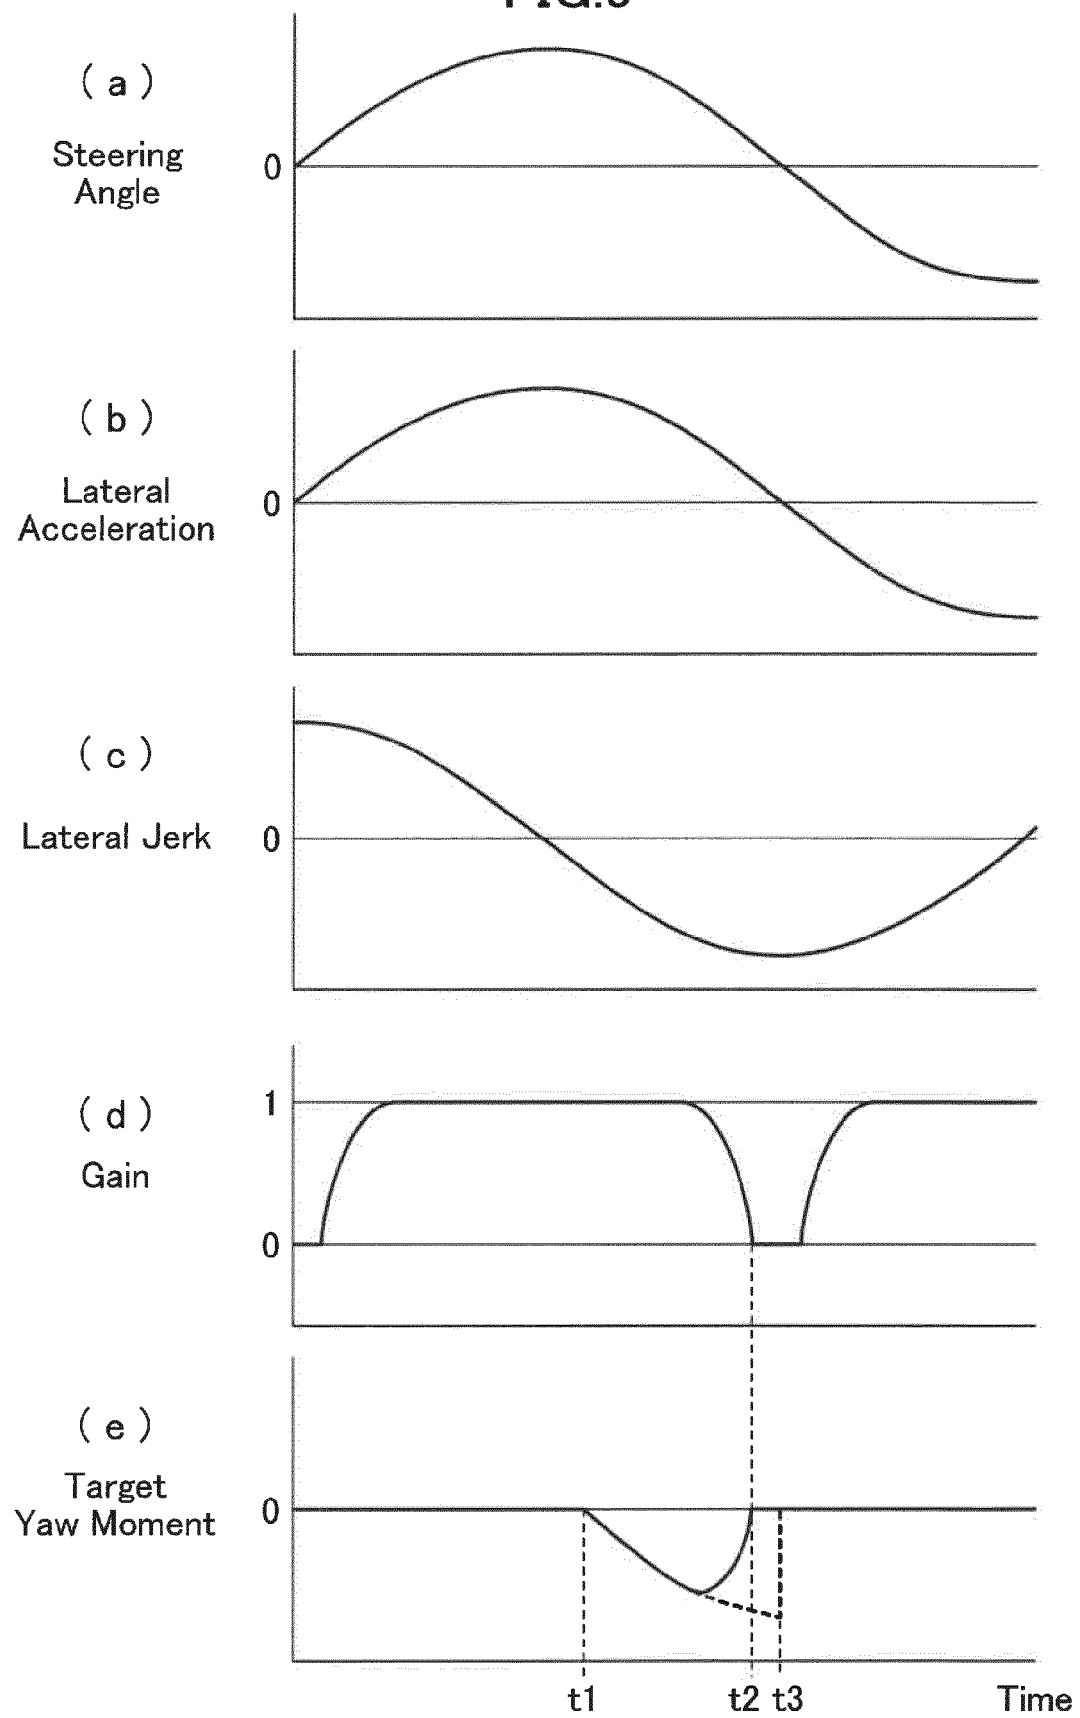 ( a )
Steering
Angle
0
( b )
Lateral
Acceleration
0
( c )
Lateral Jerk
0
( d )
Gain
1
0
( e )
Target
Yaw Moment
0
t1
t2 t3
Time